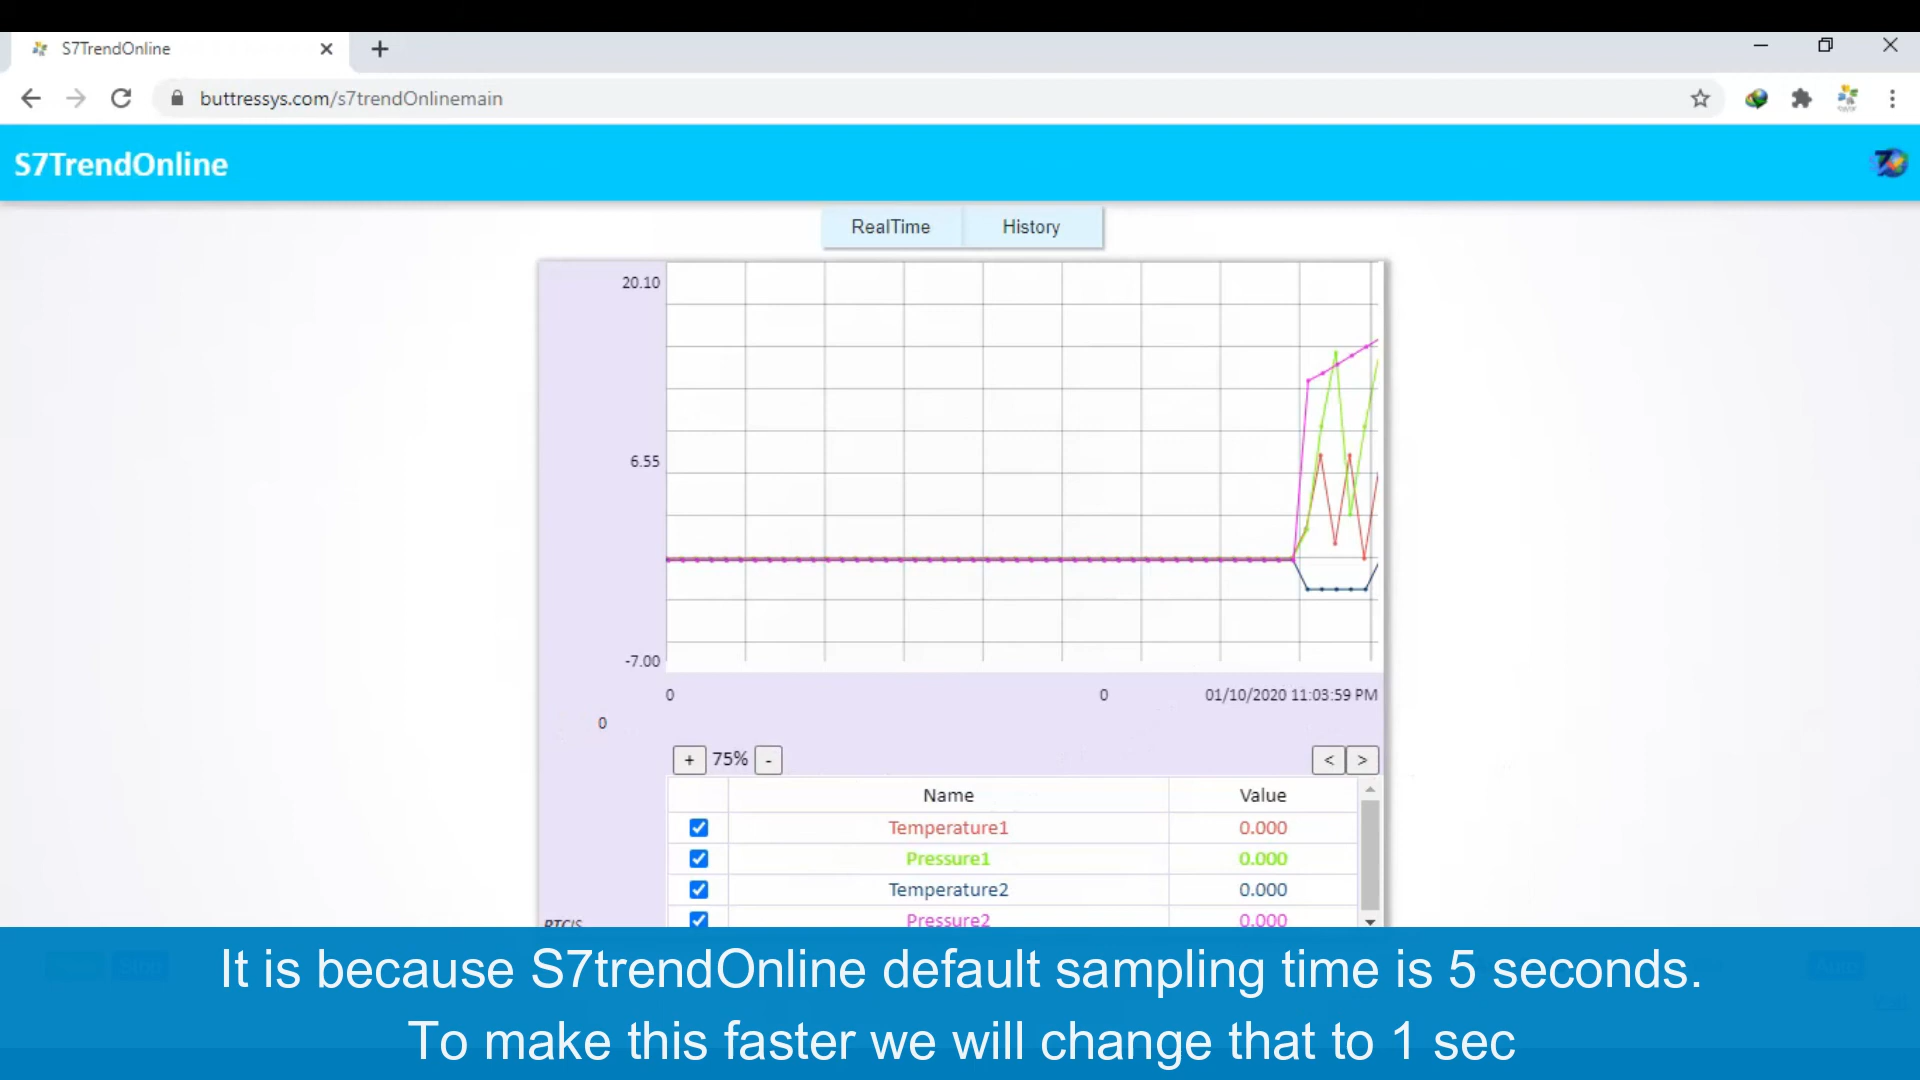 S7TrendOnline
buttressys.com/s7trendOnlinemain
S7TrendOnline
RealTime History
20.10
6.55
-7.00
0 0 01/10/2020 11:03:59 PM
0
+ 75% - < >
Name Value
Temperature1 0.000
Pressure1 0.000
Temperature2 0.000
Pressure2 0.000
It is because S7trendOnline default sampling time is 5 seconds.
To make this faster we will change that to 1 sec